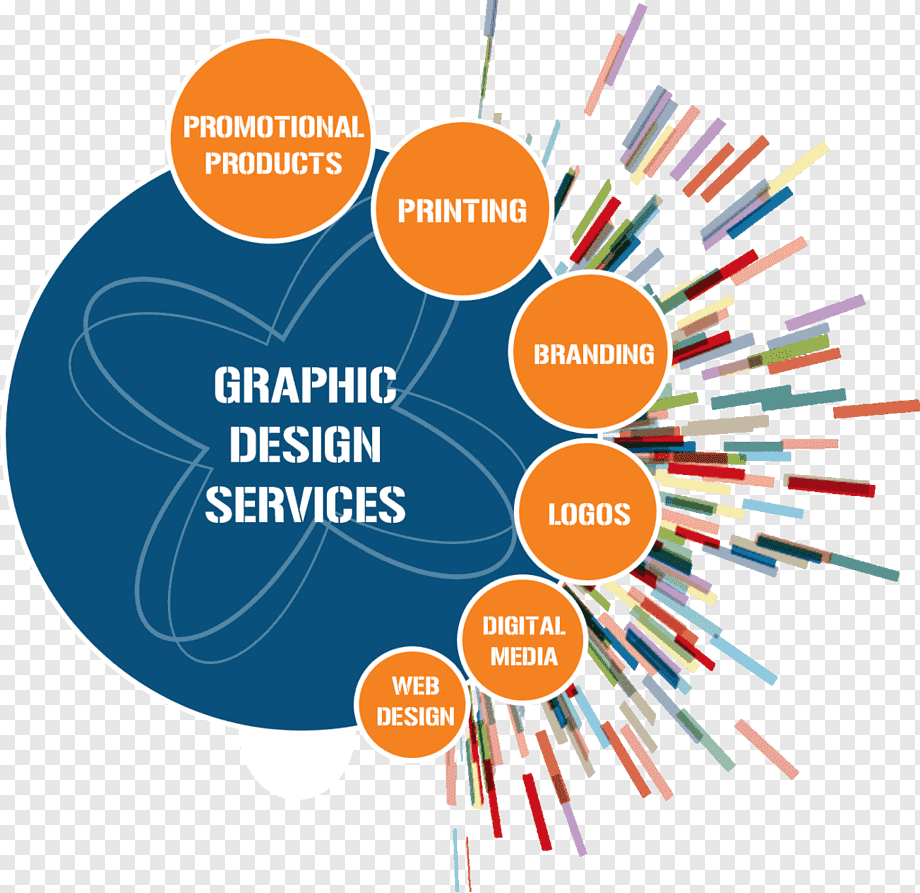 PROMOTIONAL
PRODUCTS
PRINTING
BRANDING
GRAPHIC
DESIGN
SERVICES
LOGOS
DIGITAL
MEDIA
WEB
DESIGN